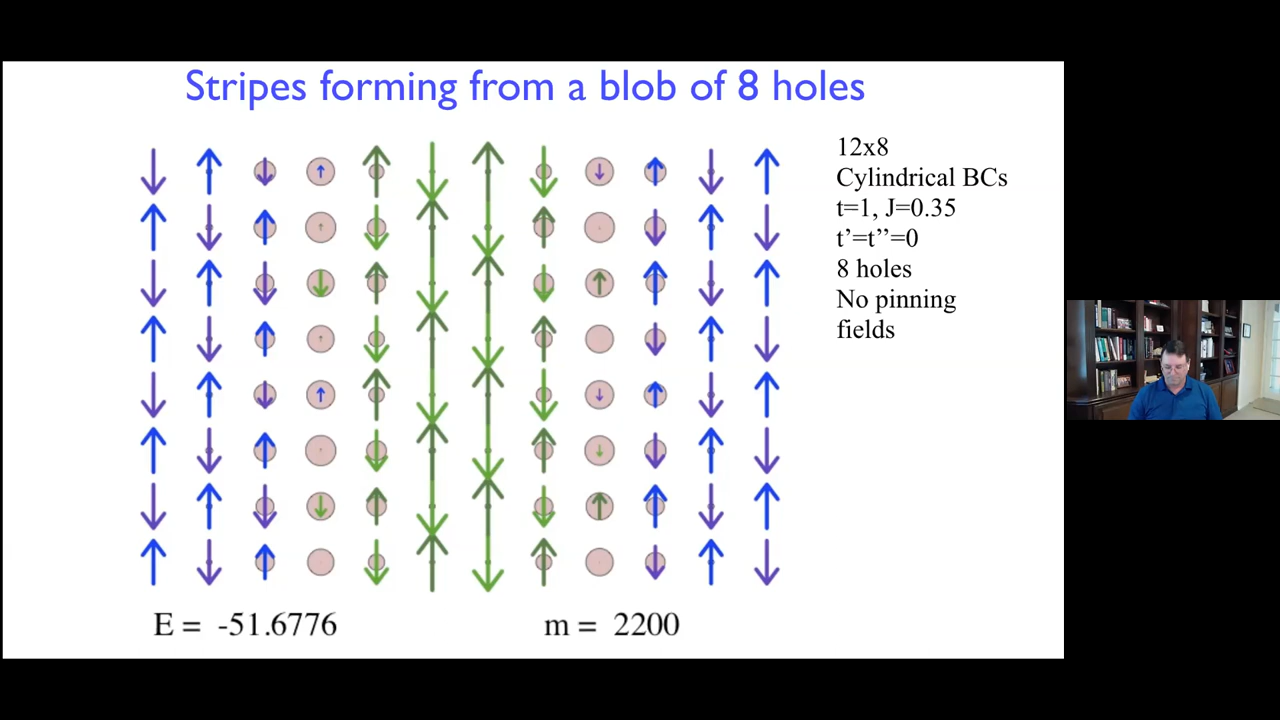 Stripes forming from a blob of 8 holes
12x8
Cylindrical BCs
t=1, J=0.35
t’=t’’=0
8 holes
No pinning
fields
E = -51.6776
m = 2200